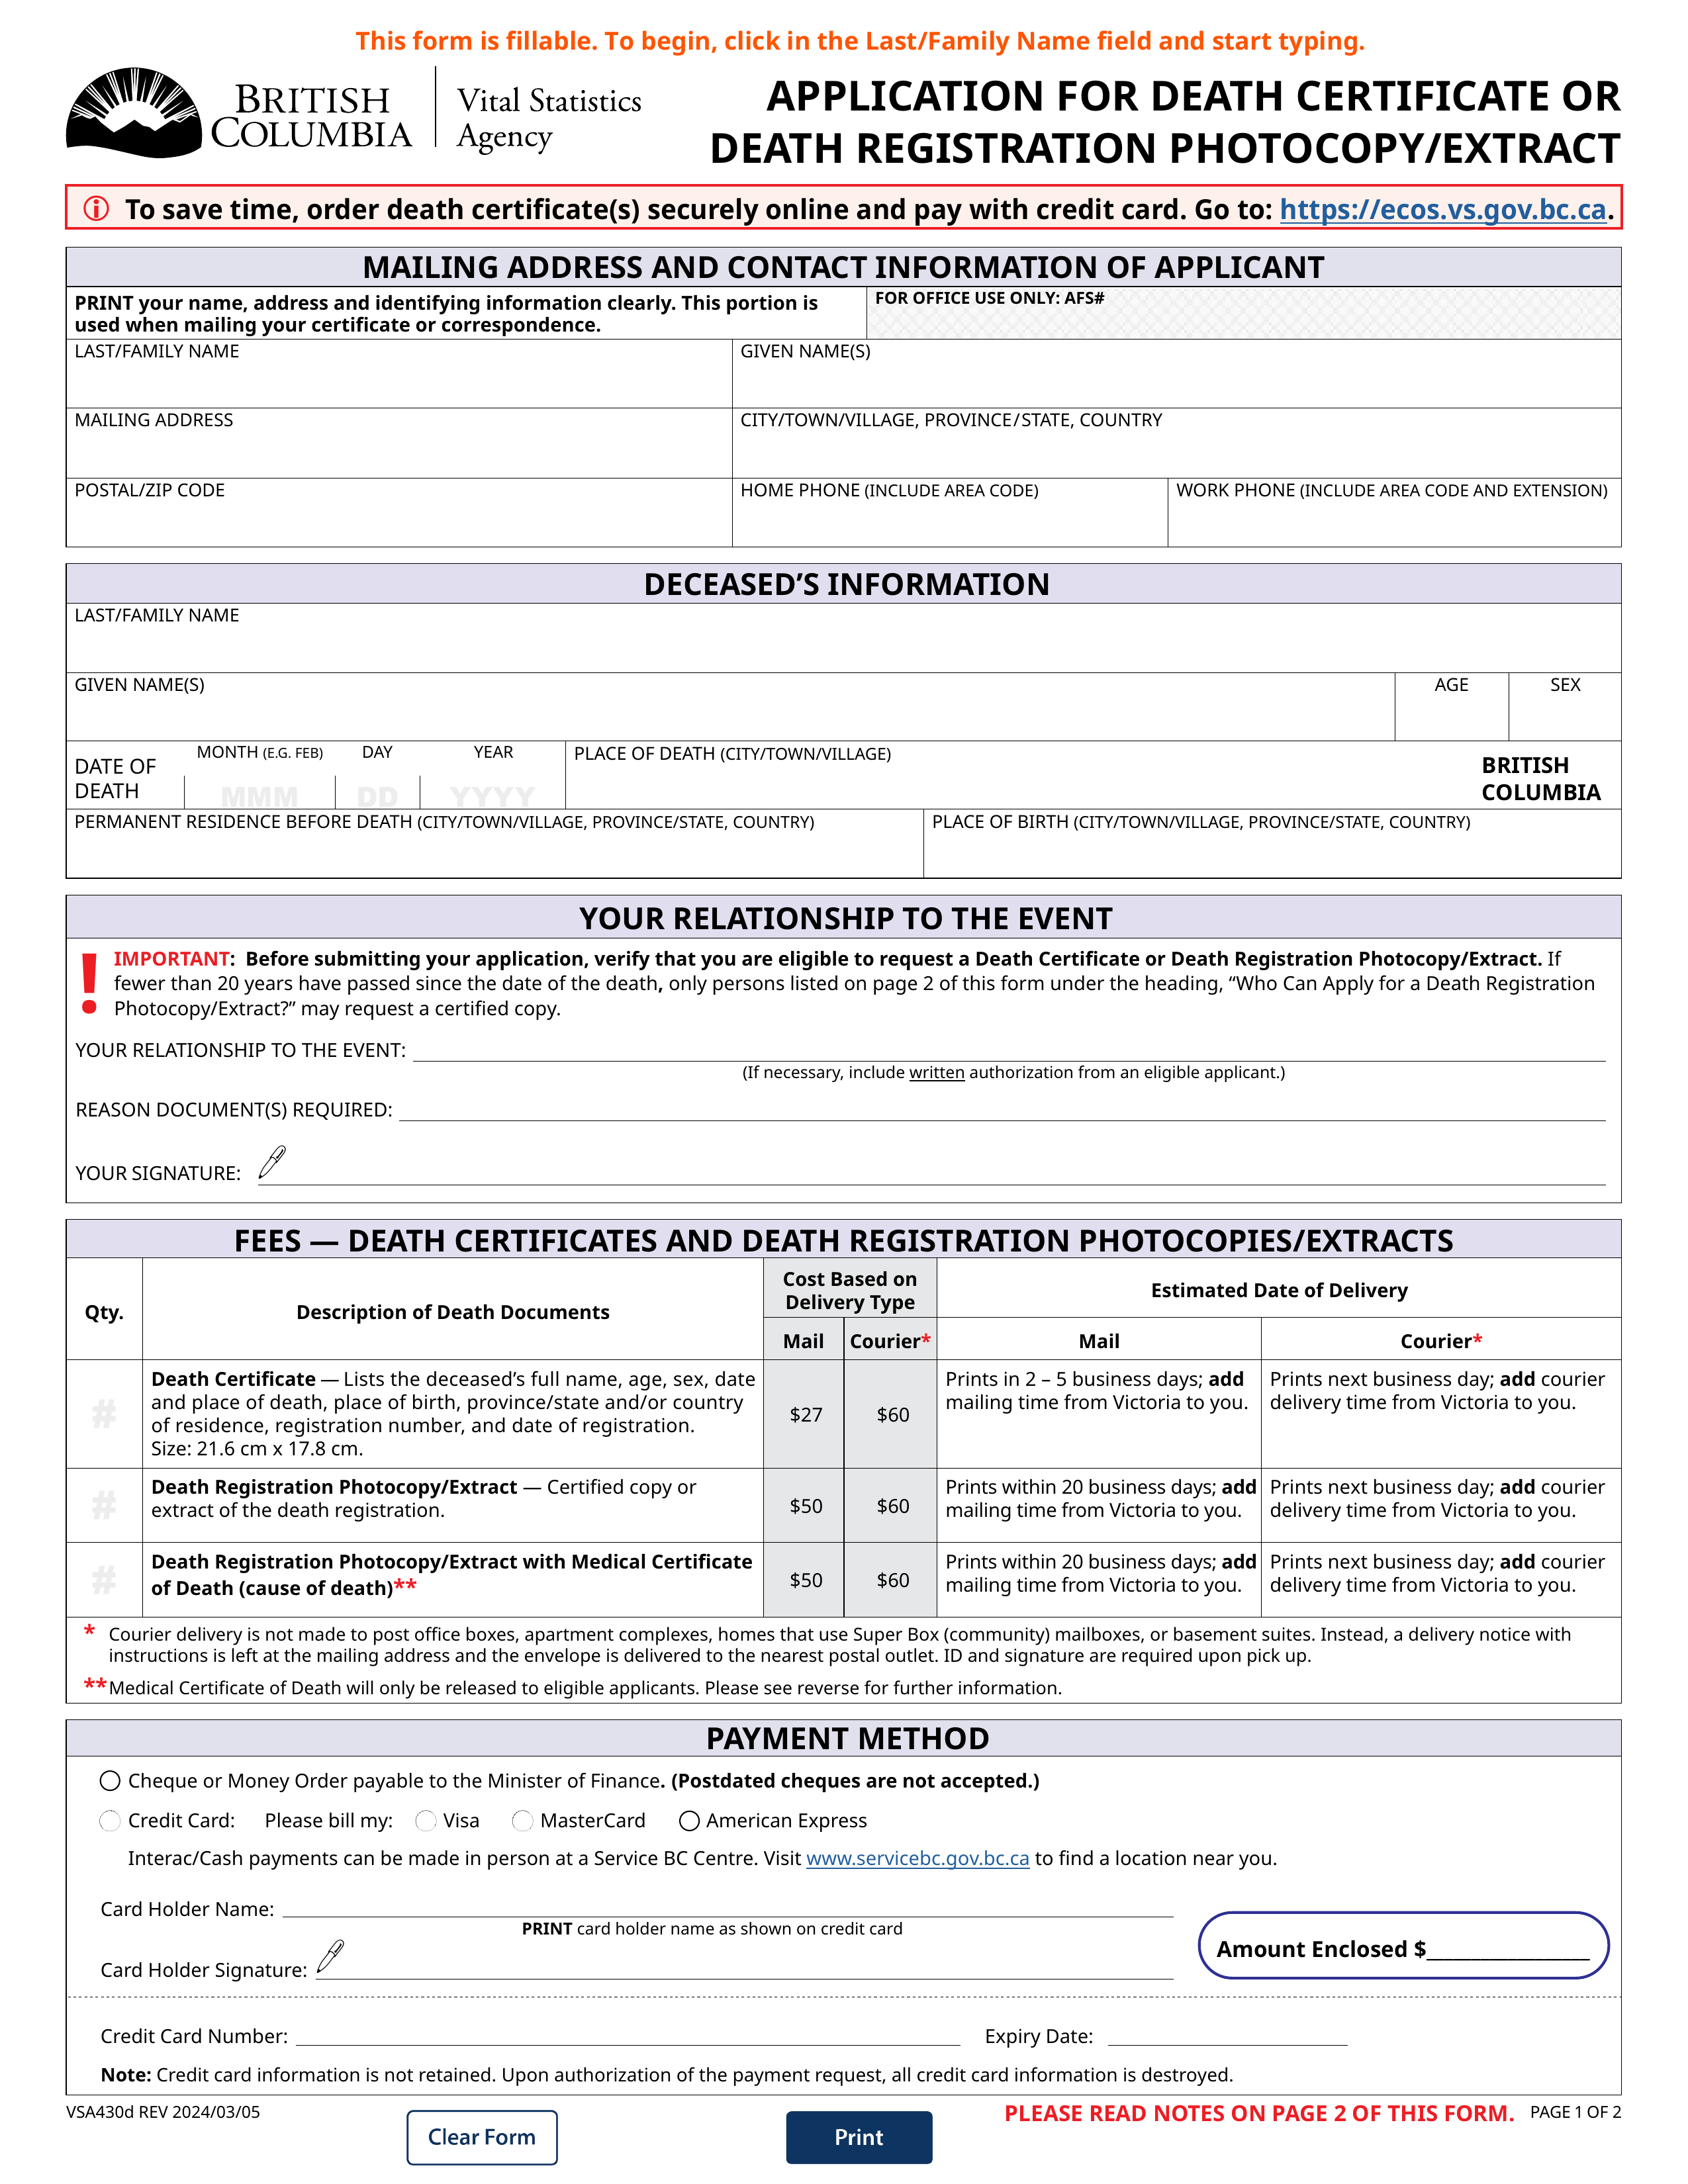 This form is fillable. To begin, click in the Last/Family Name field and start typing.
BRITISH COLUMBIA
Vital Statistics Agency
APPLICATION FOR DEATH CERTIFICATE OR
DEATH REGISTRATION PHOTOCOPY/EXTRACT
To save time, order death certificate(s) securely online and pay with credit card. Go to: https://ecos.vs.gov.bc.ca.
MAILING ADDRESS AND CONTACT INFORMATION OF APPLICANT
PRINT your name, address and identifying information clearly. This portion is
used when mailing your certificate or correspondence.
FOR OFFICE USE ONLY: AFS#
LAST/FAMILY NAME
GIVEN NAME(S)
MAILING ADDRESS
CITY/TOWN/VILLAGE, PROVINCE/STATE, COUNTRY
POSTAL/ZIP CODE
HOME PHONE (INCLUDE AREA CODE)
WORK PHONE (INCLUDE AREA CODE AND EXTENSION)
DECEASED’S INFORMATION
LAST/FAMILY NAME
GIVEN NAME(S)
AGE
SEX
DATE OF
DEATH
MONTH (E.G. FEB)
DAY
YEAR
MMM
DD
YYYY
PLACE OF DEATH (CITY/TOWN/VILLAGE)
BRITISH
COLUMBIA
PERMANENT RESIDENCE BEFORE DEATH (CITY/TOWN/VILLAGE, PROVINCE/STATE, COUNTRY)
PLACE OF BIRTH (CITY/TOWN/VILLAGE, PROVINCE/STATE, COUNTRY)
YOUR RELATIONSHIP TO THE EVENT
! IMPORTANT: Before submitting your application, verify that you are eligible to request a Death Certificate or Death Registration Photocopy/Extract. If
fewer than 20 years have passed since the date of the death, only persons listed on page 2 of this form under the heading, “Who Can Apply for a Death Registration
Photocopy/Extract?” may request a certified copy.
YOUR RELATIONSHIP TO THE EVENT:
(If necessary, include written authorization from an eligible applicant.)
REASON DOCUMENT(S) REQUIRED:
YOUR SIGNATURE:
FEES — DEATH CERTIFICATES AND DEATH REGISTRATION PHOTOCOPIES/EXTRACTS
Qty.
Description of Death Documents
Cost Based on
Delivery Type
Estimated Date of Delivery
Mail
Courier*
Mail
Courier*
#
Death Certificate — Lists the deceased’s full name, age, sex, date
and place of death, place of birth, province/state and/or country
of residence, registration number, and date of registration.
Size: 21.6 cm x 17.8 cm.
$27
$60
Prints in 2 – 5 business days; add
mailing time from Victoria to you.
Prints next business day; add courier
delivery time from Victoria to you.
#
Death Registration Photocopy/Extract — Certified copy or
extract of the death registration.
$50
$60
Prints within 20 business days; add
mailing time from Victoria to you.
Prints next business day; add courier
delivery time from Victoria to you.
#
Death Registration Photocopy/Extract with Medical Certificate
of Death (cause of death)**
$50
$60
Prints within 20 business days; add
mailing time from Victoria to you.
Prints next business day; add courier
delivery time from Victoria to you.
* Courier delivery is not made to post office boxes, apartment complexes, homes that use Super Box (community) mailboxes, or basement suites. Instead, a delivery notice with
instructions is left at the mailing address and the envelope is delivered to the nearest postal outlet. ID and signature are required upon pick up.
**Medical Certificate of Death will only be released to eligible applicants. Please see reverse for further information.
PAYMENT METHOD
Cheque or Money Order payable to the Minister of Finance. (Postdated cheques are not accepted.)
Credit Card: Please bill my: Visa MasterCard American Express
Interac/Cash payments can be made in person at a Service BC Centre. Visit www.servicebc.gov.bc.ca to find a location near you.
Card Holder Name:
PRINT card holder name as shown on credit card
Card Holder Signature:
Amount Enclosed $_______________
Credit Card Number:
Expiry Date:
Note: Credit card information is not retained. Upon authorization of the payment request, all credit card information is destroyed.
VSA430d REV 2024/03/05
PLEASE READ NOTES ON PAGE 2 OF THIS FORM. PAGE 1 OF 2
Clear Form
Print